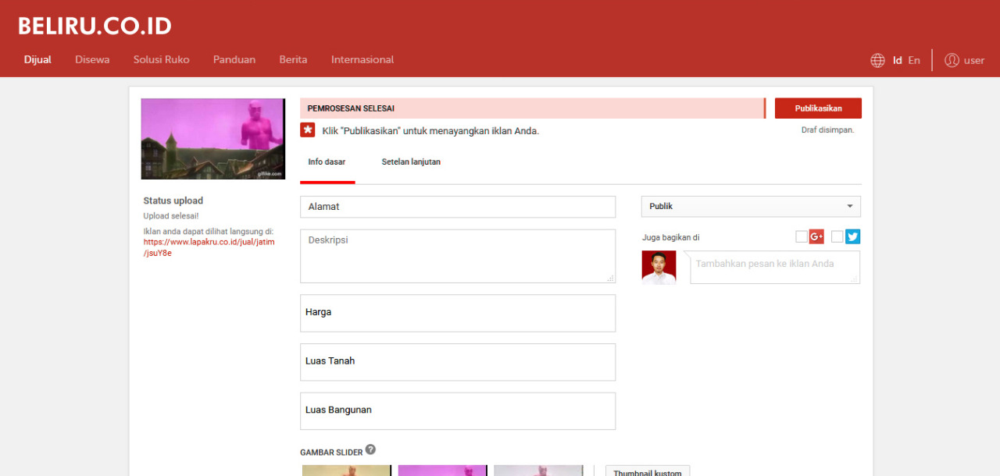 BELIRU.CO.ID
Dijual Disewa Solusi Ruko Panduan Berita Internasional Id En user
giflike.com
PEMROSESAN SELESAI
Publikasikan
Klik "Publikasikan" untuk menayangkan iklan Anda.
Draf disimpan.
Info dasar Setelan lanjutan
Status upload
Upload selesai!
Iklan anda dapat dilihat langsung di:
https://www.lapakru.co.id/jual/jatim
/jsuY8e
Alamat
Deskripsi
Harga
Luas Tanah
Luas Bangunan
GAMBAR SLIDER ?
Publik
Juga bagikan di
G+
Tambahkan pesan ke iklan Anda
Thumbnail kustom